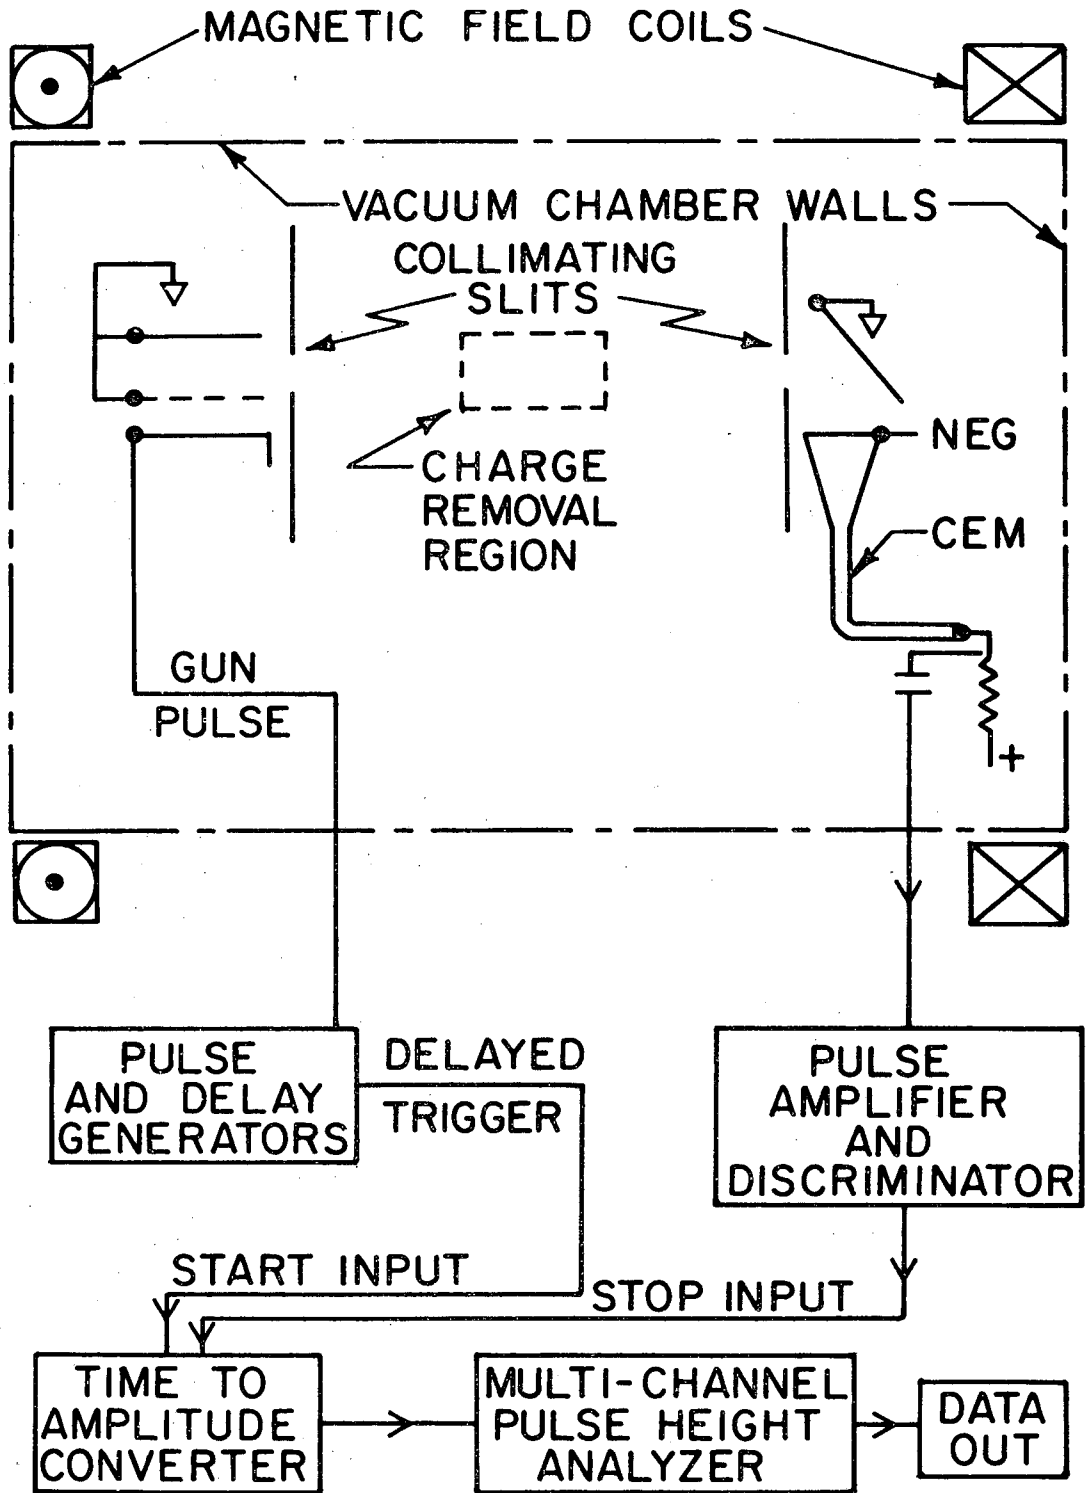 MAGNETIC FIELD COILS
VACUUM CHAMBER WALLS
COLLIMATING
SLITS
NEG
CHARGE
REMOVAL
REGION
CEM
GUN
PULSE
+
PULSE
AND DELAY
GENERATORS
DELAYED
TRIGGER
PULSE
AMPLIFIER
AND
DISCRIMINATOR
START INPUT
STOP INPUT
TIME TO
AMPLITUDE
CONVERTER
MULTI-CHANNEL
PULSE HEIGHT
ANALYZER
DATA
OUT